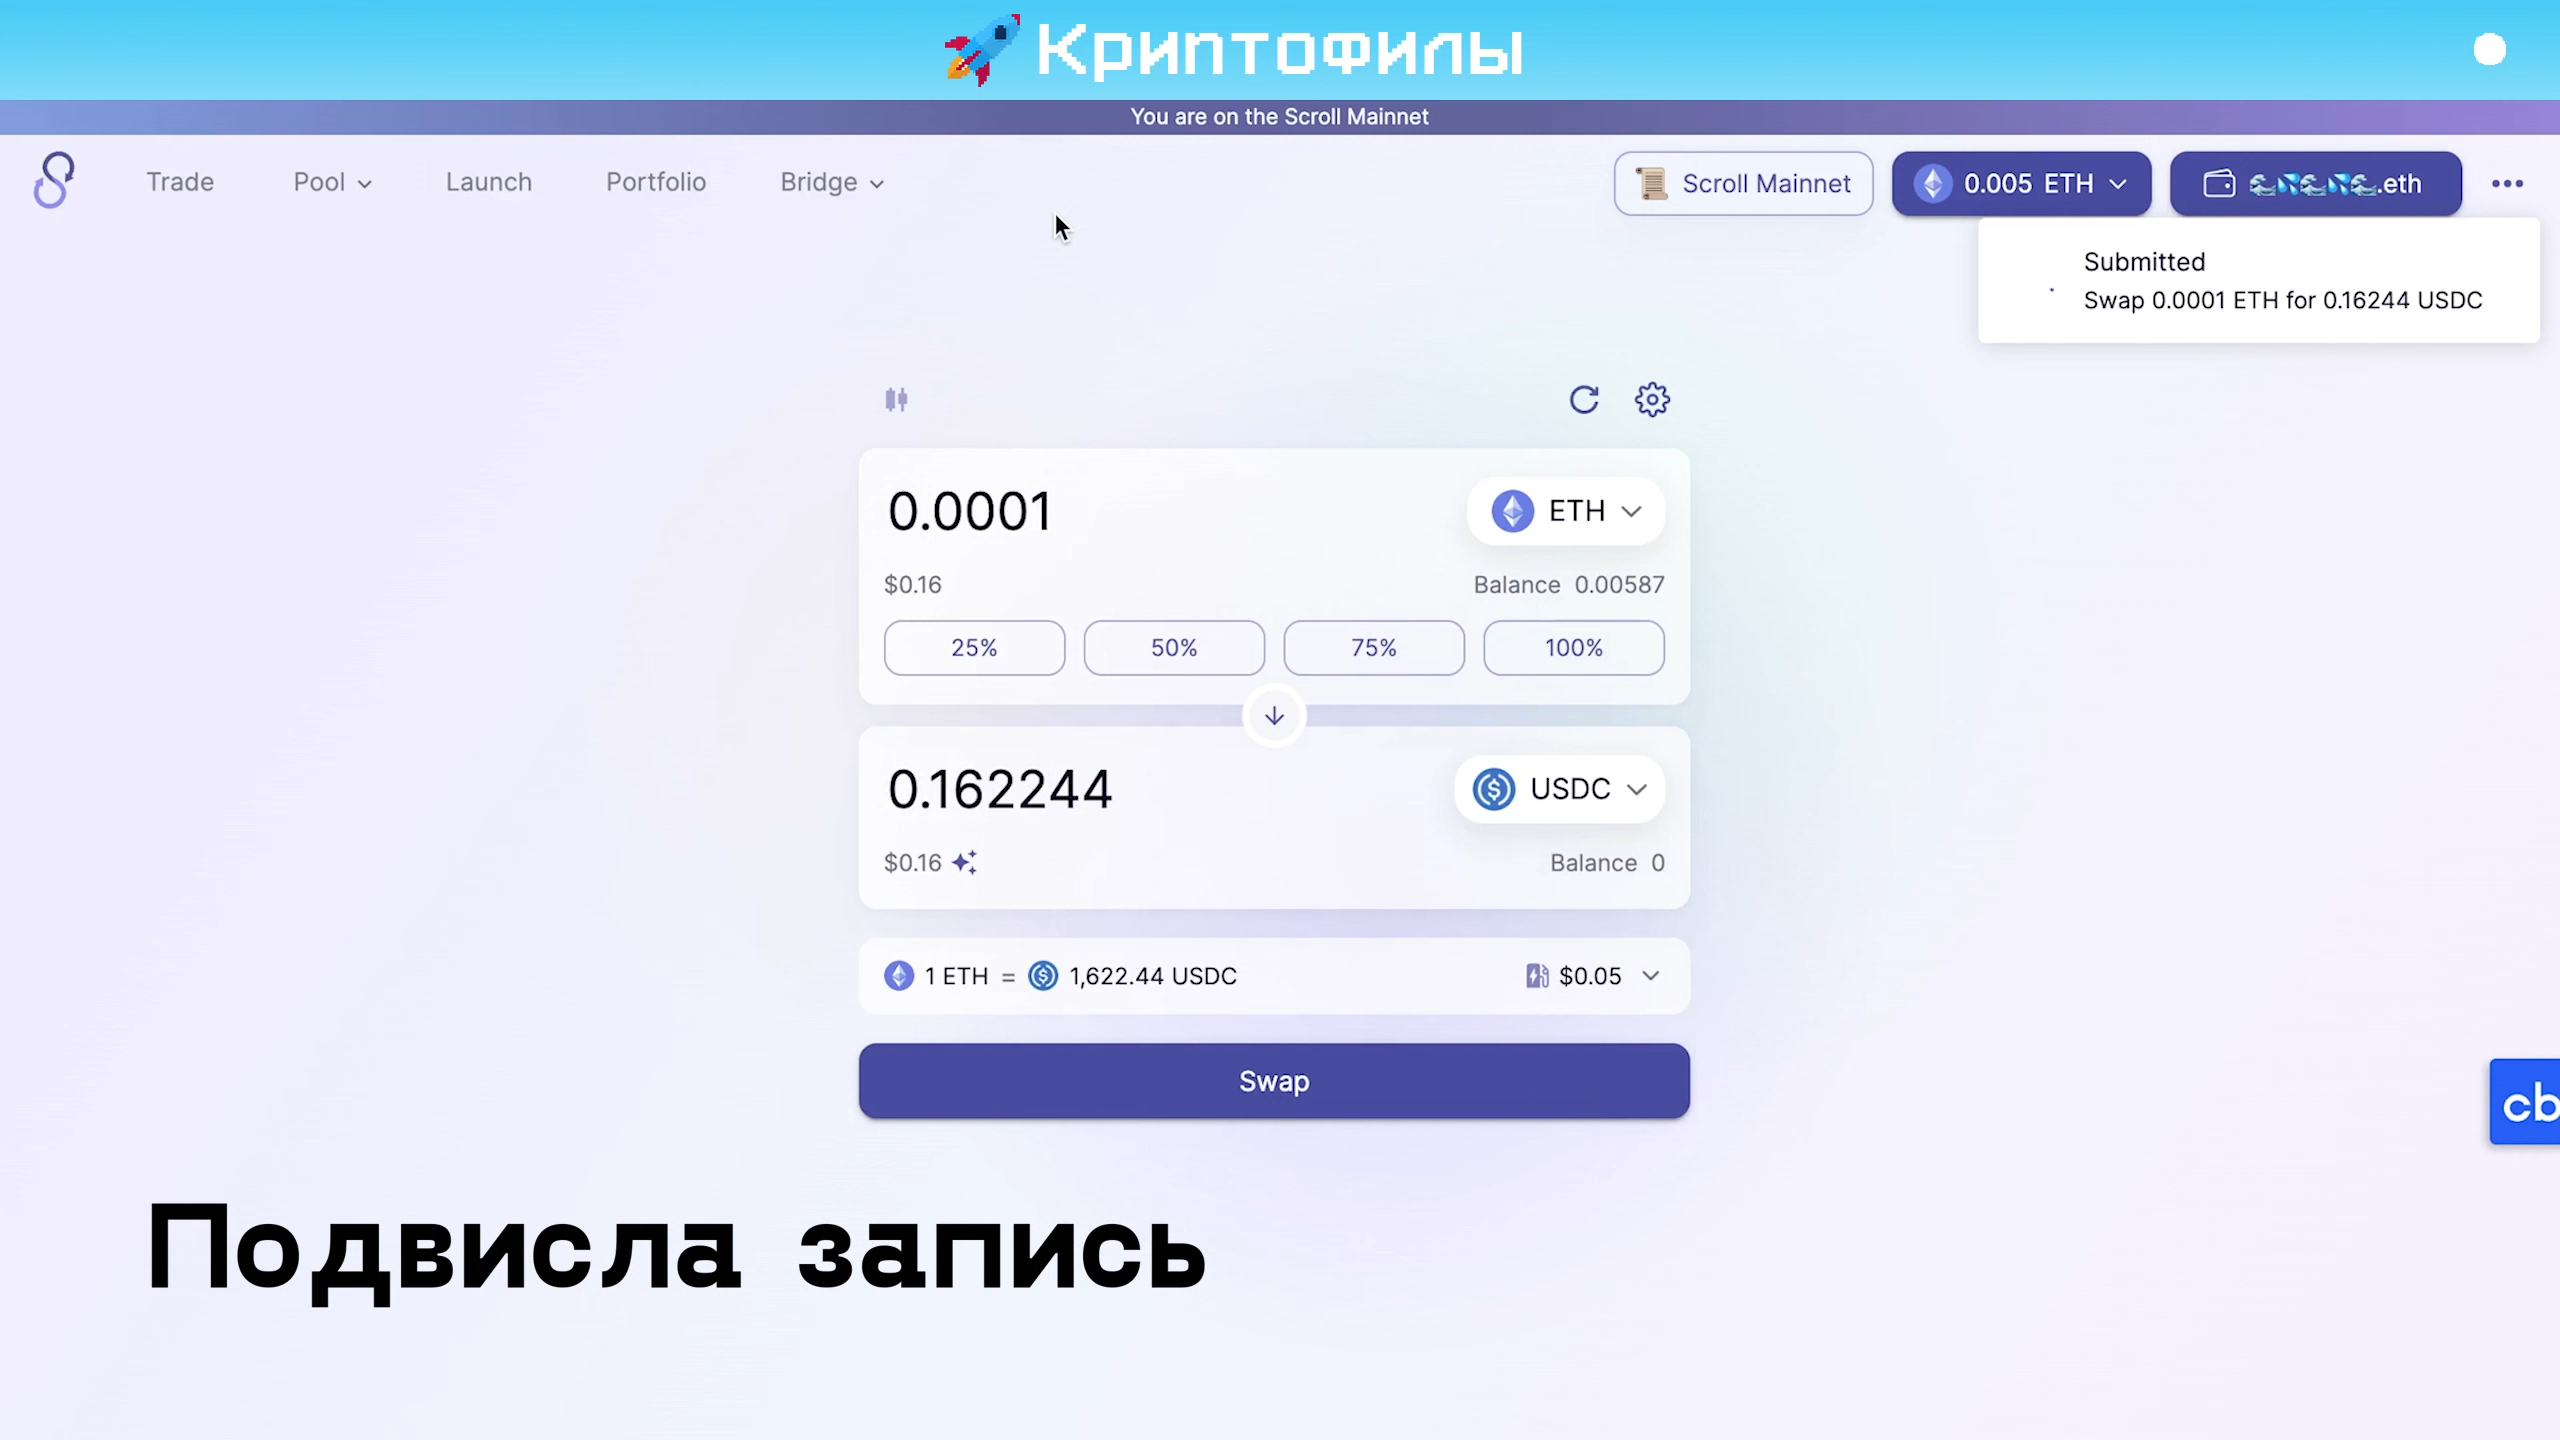 Криптофилы
You are on the Scroll Mainnet
Trade Pool Launch Portfolio Bridge Scroll Mainnet 0.005 ETH 🌊💦🌊💦🌊.eth
Submitted
Swap 0.0001 ETH for 0.16244 USDC
0.0001 ETH
$0.16 Balance 0.00587
25% 50% 75% 100%
0.162244 USDC
$0.16 Balance 0
1 ETH = 1,622.44 USDC $0.05
Swap
cb
Подвисла запись